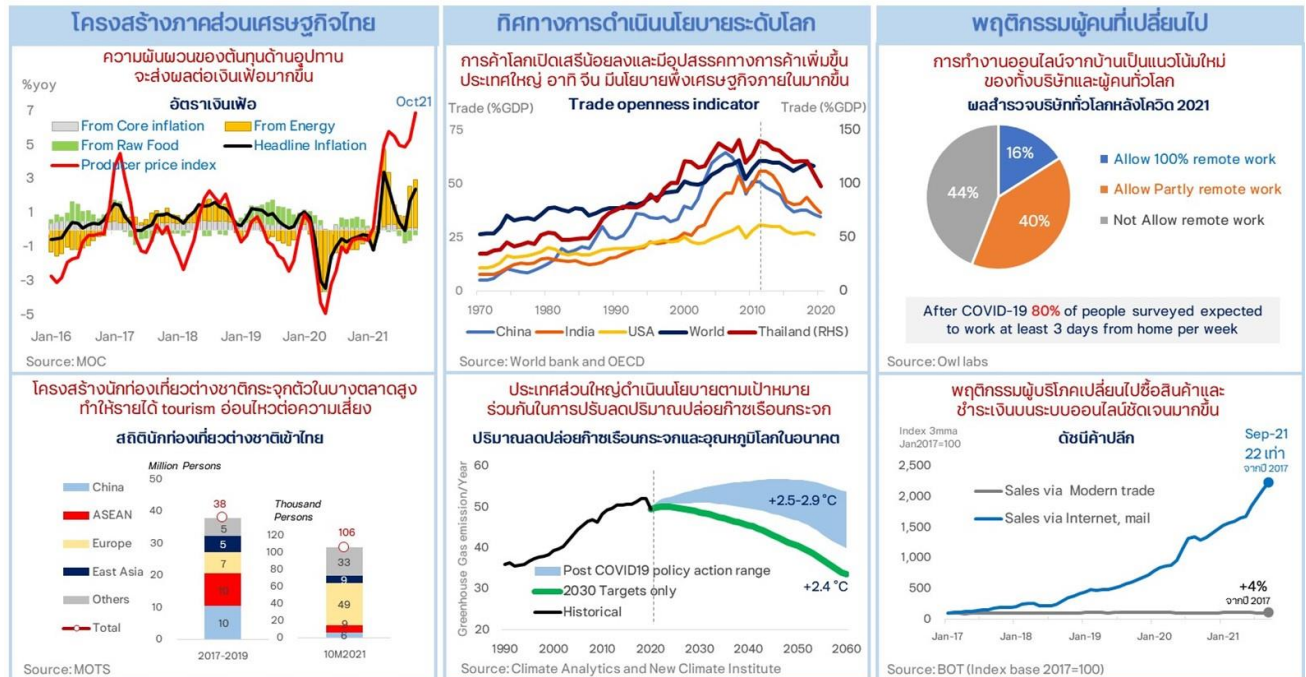 โครงสร้างภาคส่วนเศรษฐกิจไทย
ความผันผวนของต้นทุนด้านอุปทาน
จะส่งผลต่อเงินเฟ้อมากขึ้น
%yoy
อัตราเงินเฟ้อ
Oct21
From Core inflation
From Energy
From Raw Food
Headline Inflation
Producer price index
7
5
3
1
-1
-3
-5
Jan-16 Jan-17 Jan-18 Jan-19 Jan-20 Jan-21
Source: MOC
โครงสร้างนักท่องเที่ยวต่างชาติกระจุกตัวในบางตลาดสูง
ทำให้รายได้ tourism อ่อนไหวต่อความเสี่ยง
สถิตินักท่องเที่ยวต่างชาติเข้าไทย
Million Persons
50
40
30
20
10
0
China
ASEAN
Europe
East Asia
Others
Total
38
5
5
7
10
10
2017-2019
Thousand
Persons
120
100
80
60
40
20
0
106
33
9
49
9
6
10M2021
Source: MOTS
ทิศทางการดำเนินนโยบายระดับโลก
การค้าโลกเปิดเสรีน้อยลงและมีอุปสรรคทางการค้าเพิ่มขึ้น
ประเทศใหญ่ อาทิ จีน มีนโยบายพึ่งเศรษฐกิจภายในมากขึ้น
Trade (%GDP) Trade openness indicator Trade (%GDP)
75
50
25
0
150
100
50
0
1970 1980 1990 2000 2010 2020
China India USA World Thailand (RHS)
Source: World bank and OECD
ประเทศส่วนใหญ่ดำเนินนโยบายตามเป้าหมาย
ร่วมกันในการปรับลดปริมาณปล่อยก๊าซเรือนกระจก
ปริมาณลดปล่อยก๊าซเรือนกระจกและอุณหภูมิโลกในอนาคต
Greenhouse Gas emission/Year
60
50
40
30
20
+2.5-2.9 °C
Post COVID19 policy action range
2030 Targets only
Historical
+2.4 °C
1990 2000 2010 2020 2030 2040 2050 2060
Source: Climate Analytics and New Climate Institute
พฤติกรรมผู้คนที่เปลี่ยนไป
การทำงานออนไลน์จากบ้านเป็นแนวโน้มใหม่
ของทั้งบริษัทและผู้คนทั่วโลก
ผลสำรวจบริษัททั่วโลกหลังโควิด 2021
16%
40%
44%
Allow 100% remote work
Allow Partly remote work
Not Allow remote work
After COVID-19 80% of people surveyed expected
to work at least 3 days from home per week
Source: Owl labs
พฤติกรรมผู้บริโภคเปลี่ยนไปซื้อสินค้าและ
ชำระเงินบนระบบออนไลน์ชัดเจนมากขึ้น
Index 3mma
Jan2017=100
ดัชนีค้าปลีก
Sep-21
22 เท่า
จากปี 2017
2,500
2,000
1,500
1,000
500
0
Sales via Modern trade
Sales via Internet, mail
+4%
จากปี 2017
Jan-17 Jan-18 Jan-19 Jan-20 Jan-21
Source: BOT (Index base 2017=100)